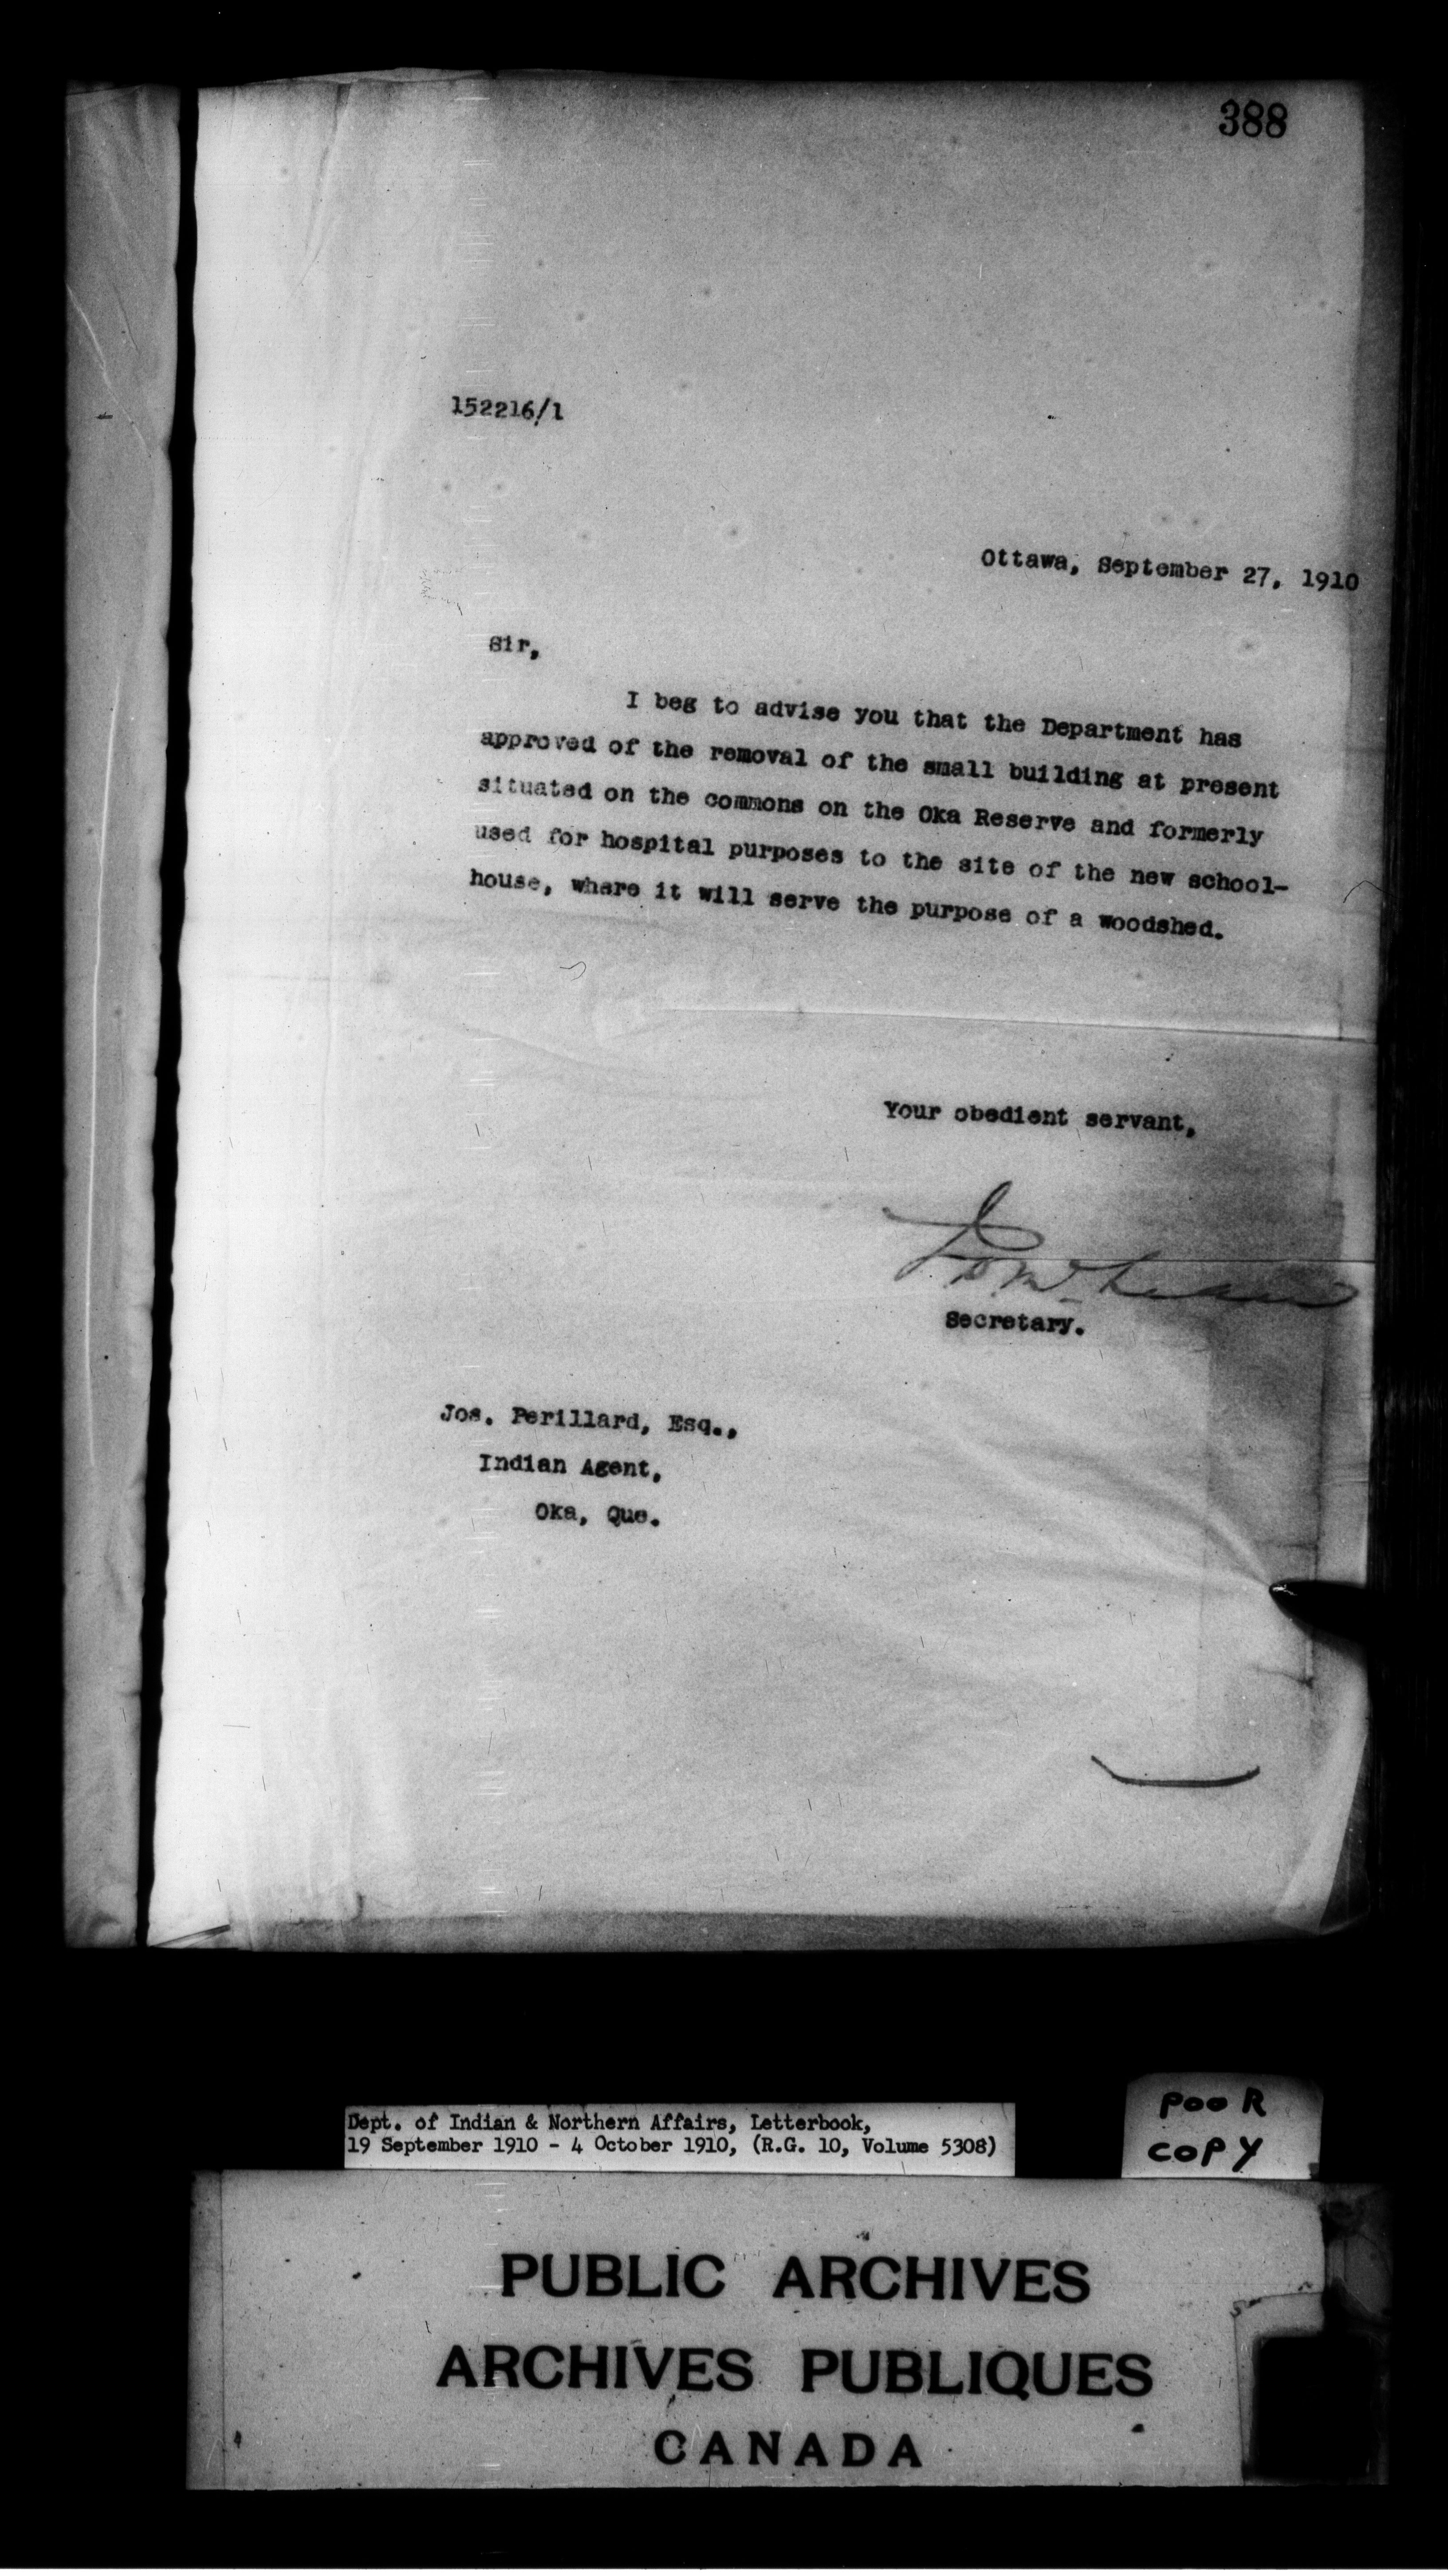 388
152216/1
Ottawa, September 27, 1910
Sir,
I beg to advise you that the Department has
approved of the removal of the small building at present
situated on the commons on the Oka Reserve and formerly
used for hospital purposes to the site of the new school-
house, where it will serve the purpose of a woodshed.
Your obedient servant,
J. D. McLean
Secretary.
Jos. Perillard, Esq.,
Indian Agent,
Oka, Que.
Dept. of Indian & Northern Affairs, Letterbook,
19 September 1910 - 4 October 1910, (R.G. 10, Volume 5308)
POOR
COPY
PUBLIC ARCHIVES
ARCHIVES PUBLIQUES
CANADA